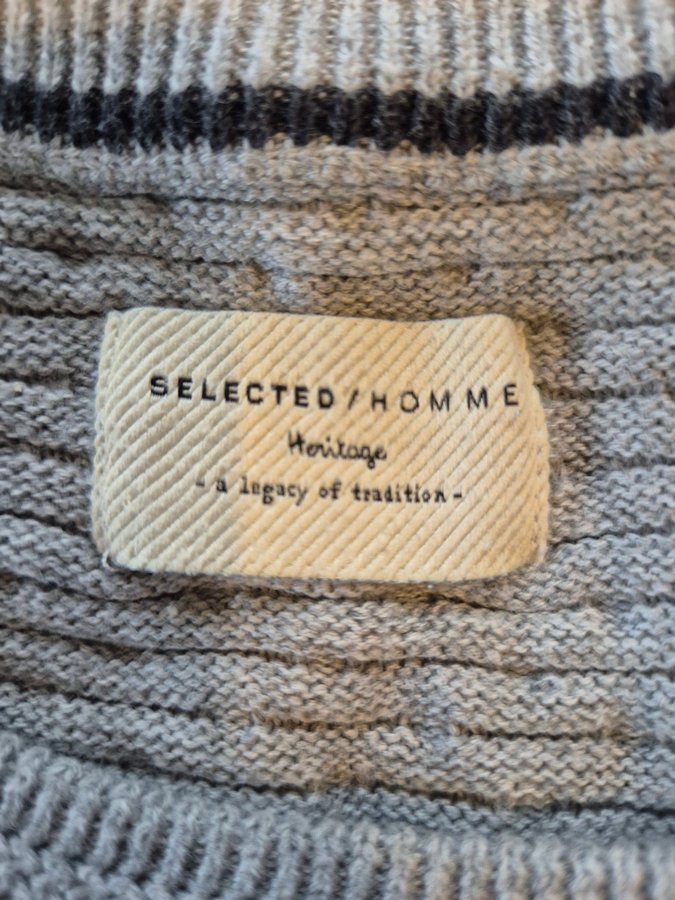 SELECTED / HOMME
Heritage
- a legacy of tradition -